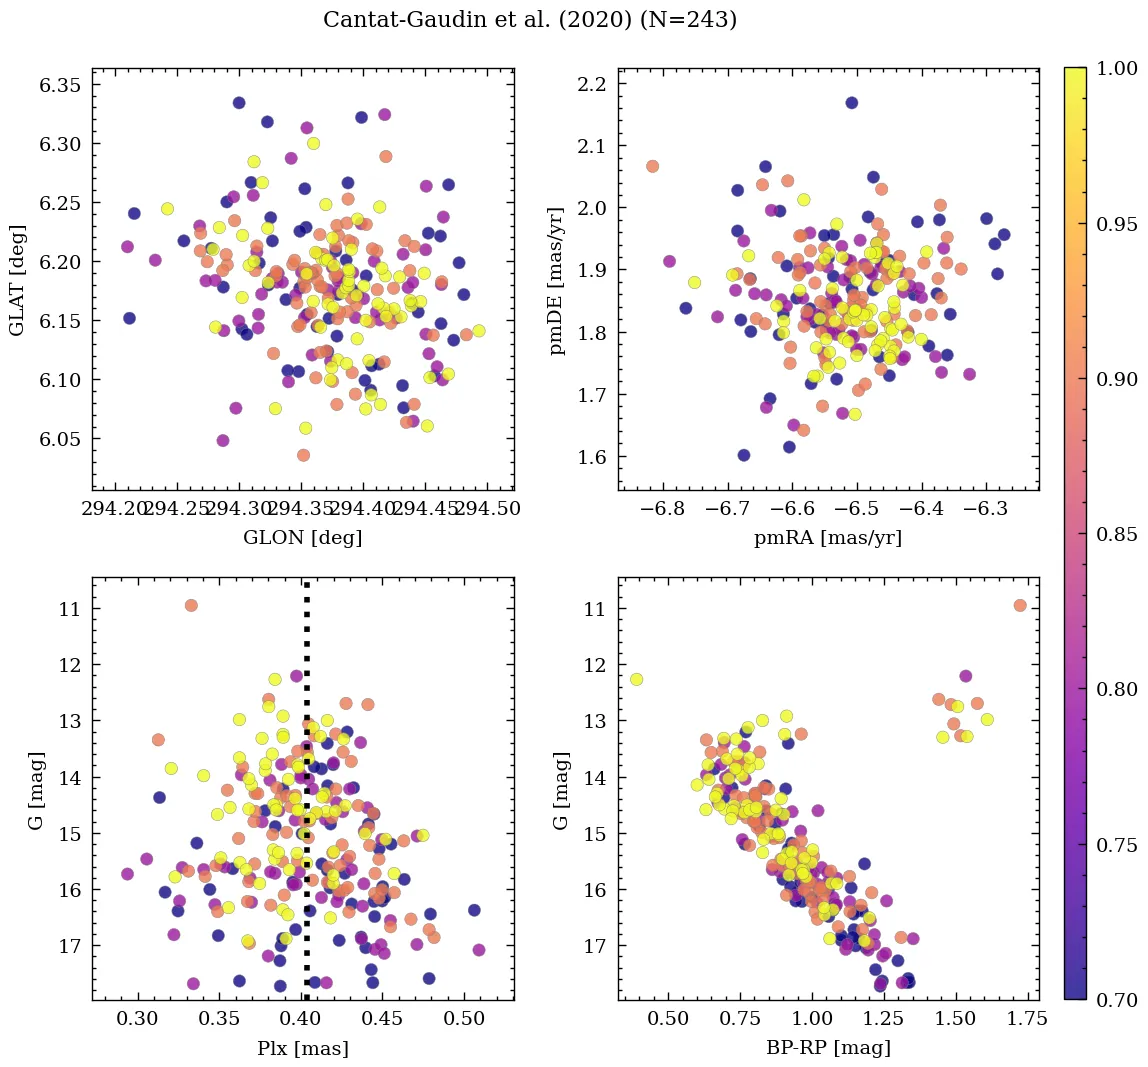 Cantat-Gaudin et al. (2020) (N=243)
6.35
6.30
6.25
6.20
6.15
6.10
6.05
GLAT [deg]
294.20 294.25 294.30 294.35 294.40 294.45 294.50
GLON [deg]
2.2
2.1
2.0
1.9
1.8
1.7
1.6
pmDE [mas/yr]
−6.8 −6.7 −6.6 −6.5 −6.4 −6.3
pmRA [mas/yr]
1.00
0.95
0.90
0.85
0.80
0.75
0.70
11
12
13
14
15
16
17
G [mag]
0.30 0.35 0.40 0.45 0.50
Plx [mas]
11
12
13
14
15
16
17
G [mag]
0.50 0.75 1.00 1.25 1.50 1.75
BP-RP [mag]